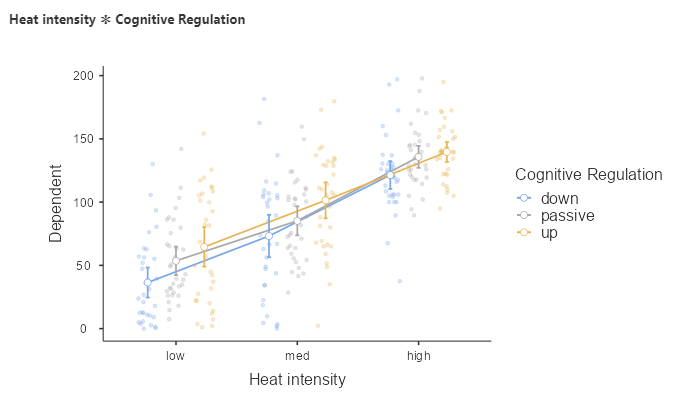 Heat intensity ✻ Cognitive Regulation
200
150
100
50
0
Dependent
low
med
high
Heat intensity
Cognitive Regulation
down
passive
up